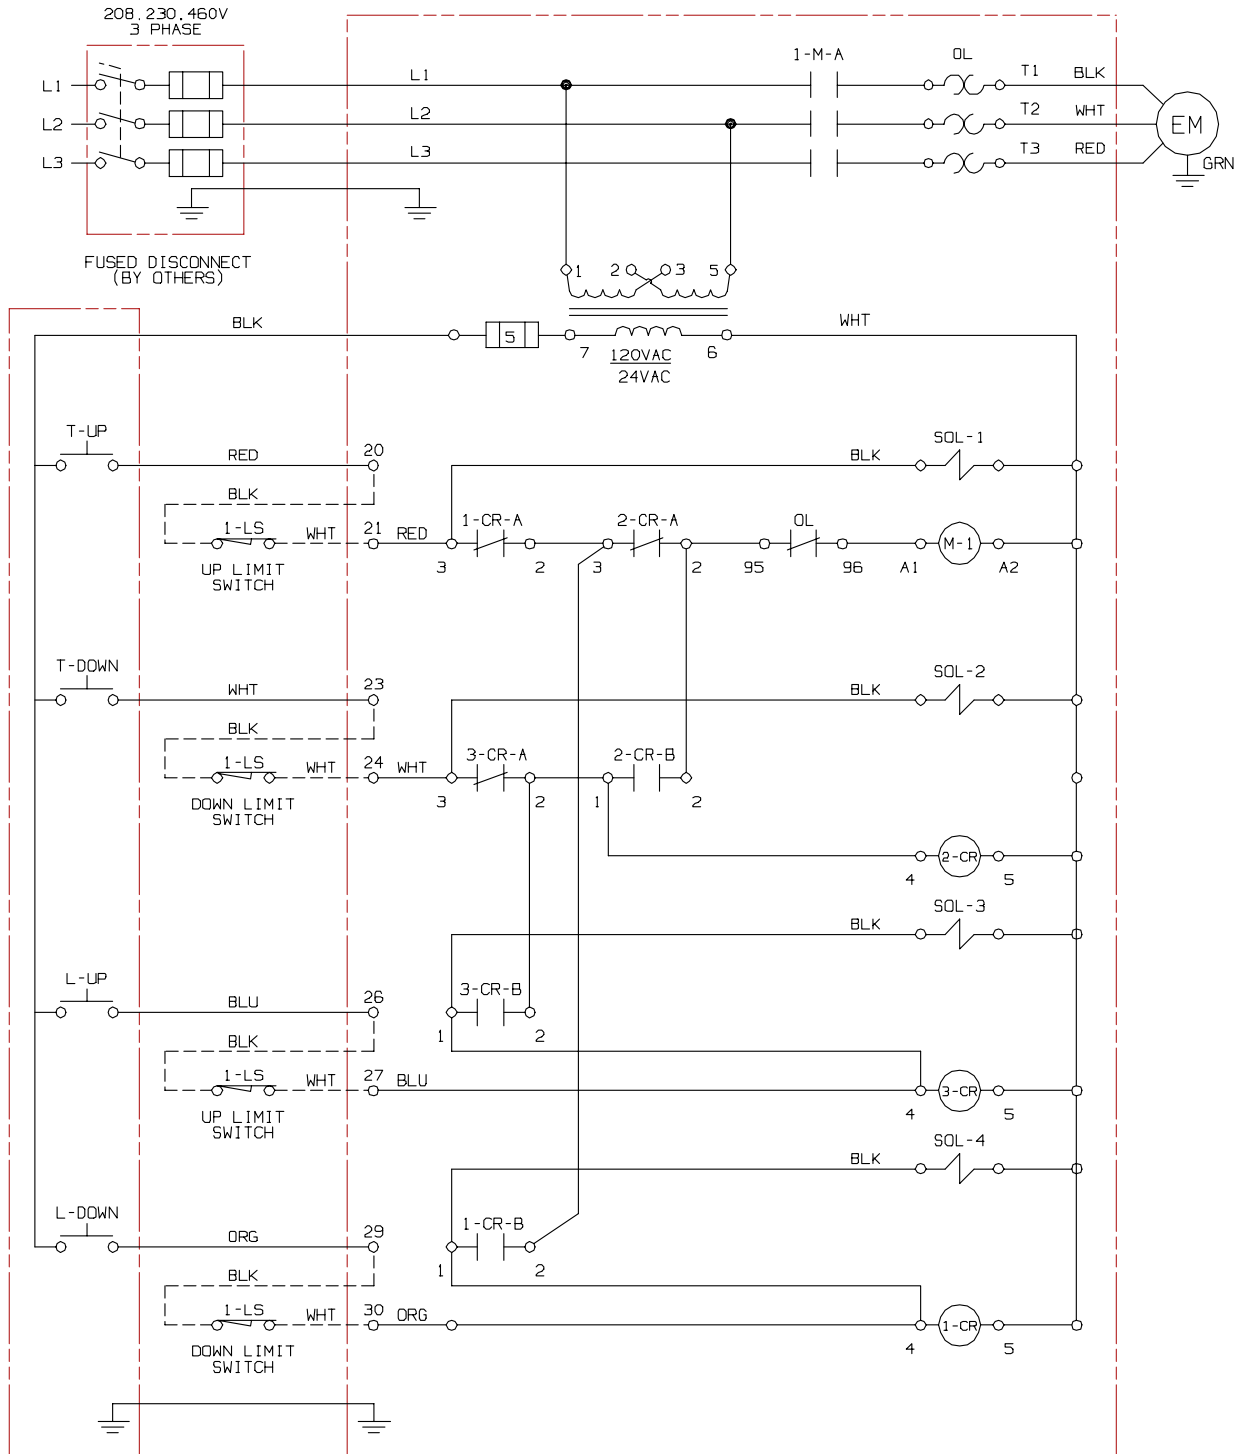 208,230,460V
3 PHASE
L1
L2
L3
L1
L2
L3
1-M-A
OL
T1 BLK
T2 WHT
T3 RED
EM
GRN
FUSED DISCONNECT
(BY OTHERS)
1 2 3 5
BLK
5
7
120VAC
24VAC
6
WHT
T-UP
RED
20
SOL-1
BLK
BLK
1-LS
WHT
21
RED
1-CR-A
2-CR-A
OL
M-1
UP LIMIT
SWITCH
3 2 3 2 95 96 A1 A2
T-DOWN
WHT
23
SOL-2
BLK
BLK
1-LS
WHT
24
WHT
3-CR-A
2-CR-B
DOWN LIMIT
SWITCH
3 2 1 2
2-CR
4 5
SOL-3
BLK
L-UP
BLU
26
3-CR-B
1 2
BLK
1-LS
WHT
27
BLU
3-CR
4 5
UP LIMIT
SWITCH
SOL-4
BLK
L-DOWN
ORG
29
1-CR-B
1 2
BLK
1-LS
WHT
30
ORG
1-CR
4 5
DOWN LIMIT
SWITCH